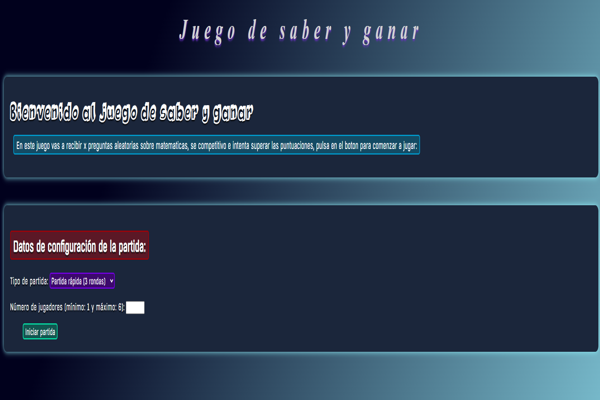 Juego de saber y ganar
Bienvenido al juego de saber y ganar
En este juego vas a recibir x preguntas aleatorias sobre matematicas, se competitivo e intenta superar las puntuaciones, pulsa en el boton para comenzar a jugar:
Datos de configuración de la partida:
Tipo de partida: Partida rápida (3 rondas)
Número de jugadores (mínimo: 1 y máximo: 6):
Iniciar partida